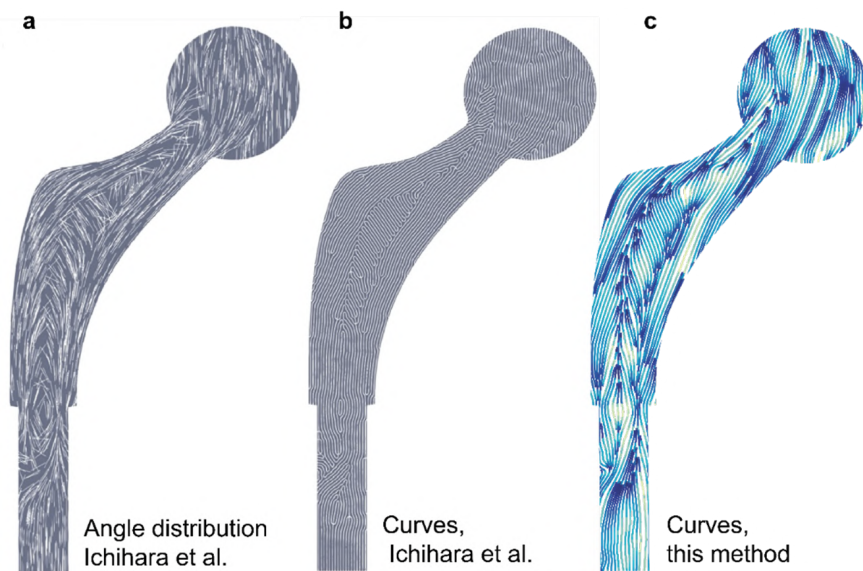 a
b
c
Angle distribution
Ichihara et al.
Curves,
Ichihara et al.
Curves,
this method